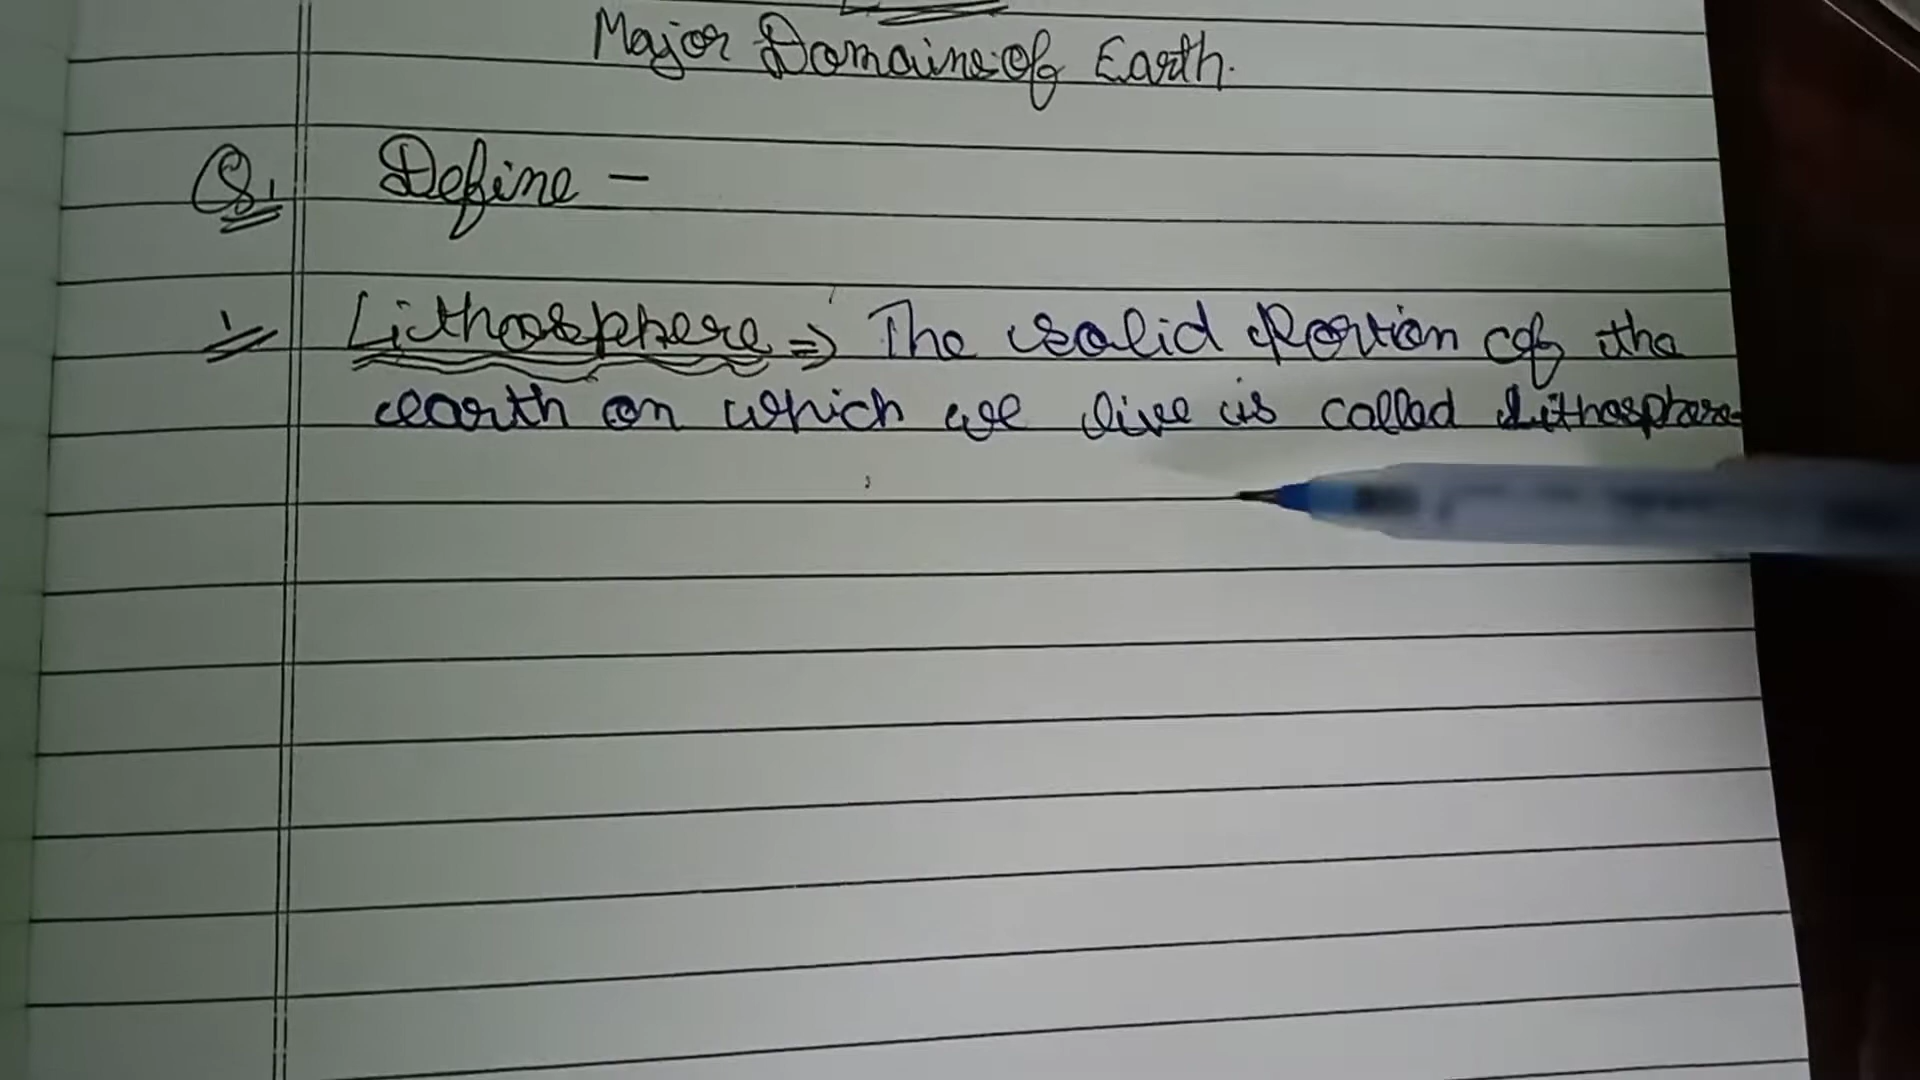 Major Domains of Earth.
Q.1 Define -
1 Lithosphere => The solid Portion of the
earth on which we live is called Lithosphere